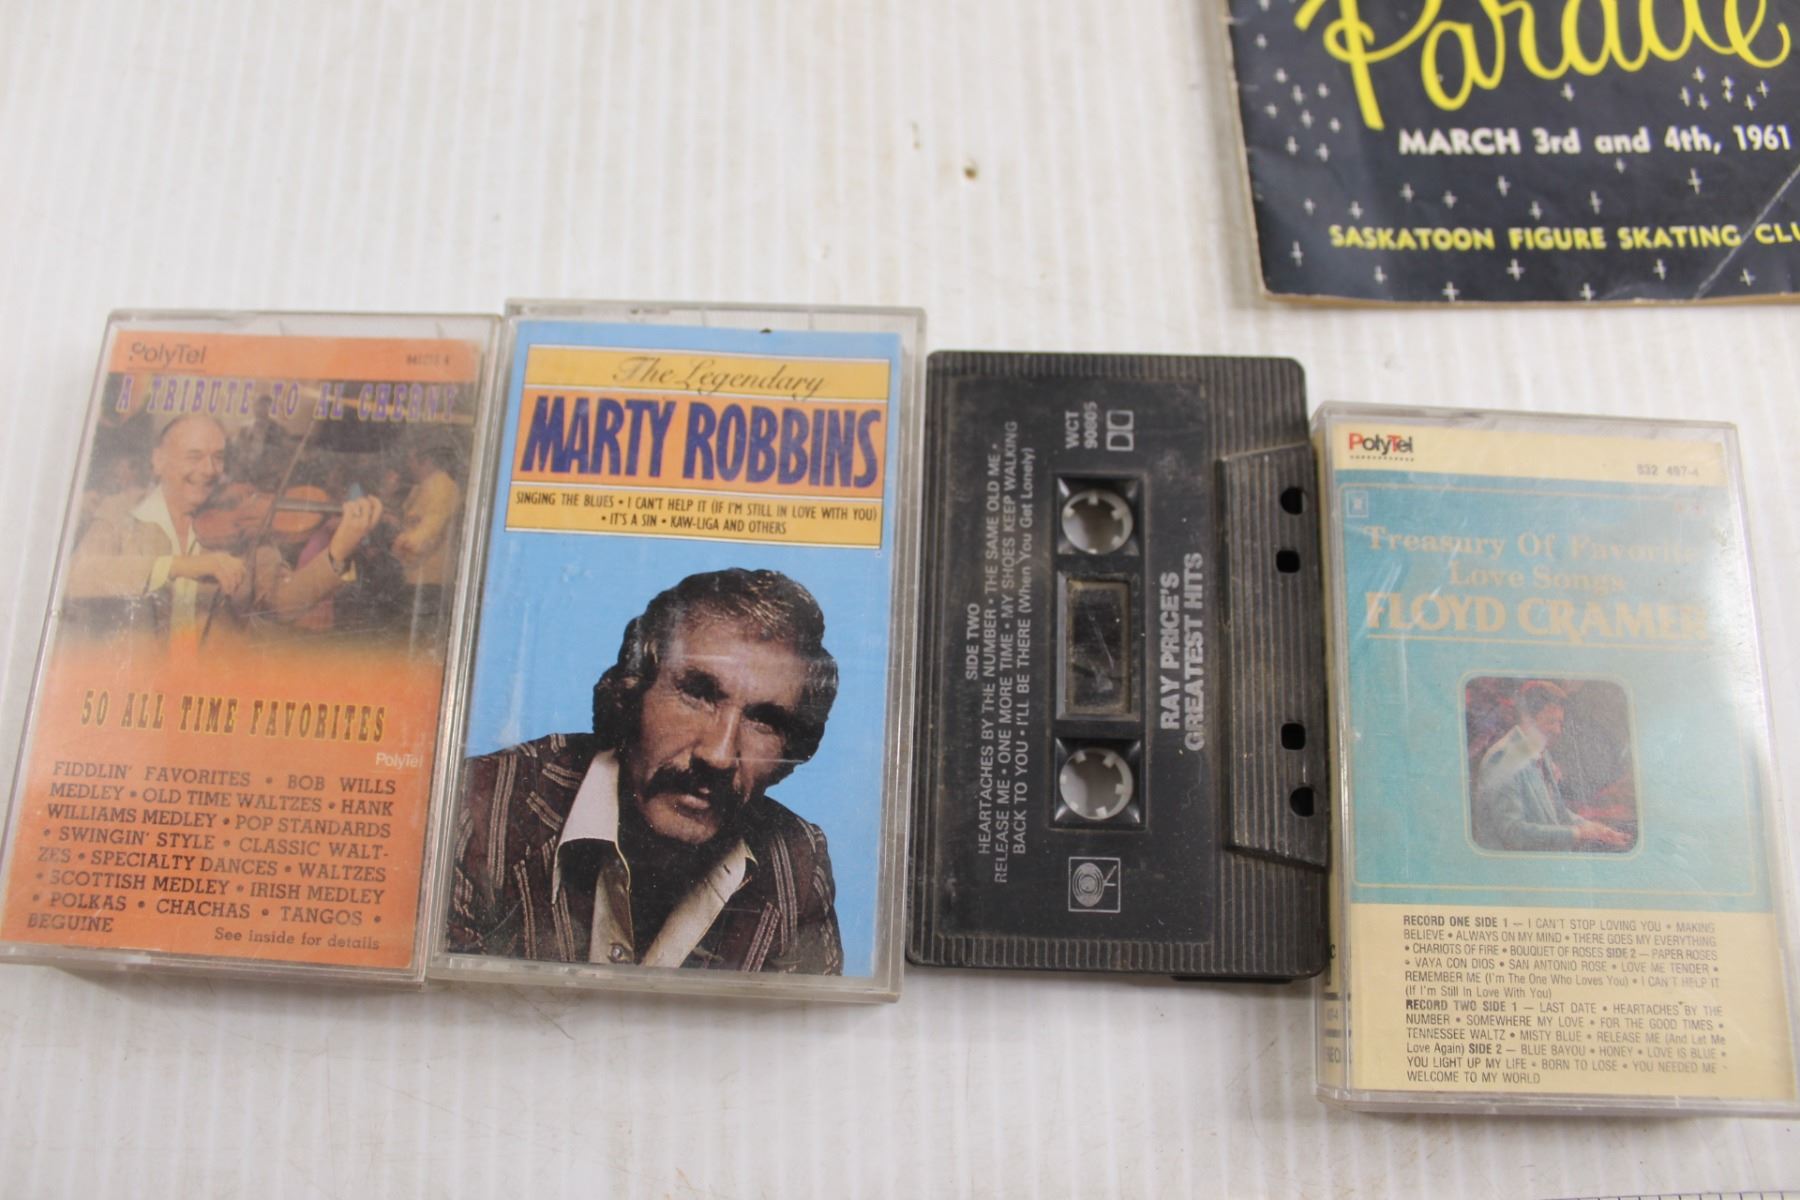 Parade
MARCH 3rd and 4th, 1961
SASKATOON FIGURE SKATING
PolyTel
A TRIBUTE TO AL CHERNY
50 ALL TIME FAVORITES
PolyTel
FIDDLIN' FAVORITES • BOB WILLS
MEDLEY • OLD TIME WALTZES • HANK
WILLIAMS MEDLEY • POP STANDARDS
• SWINGIN' STYLE • CLASSIC WALT-
ZES • SPECIALTY DANCES • WALTZES
• SCOTTISH MEDLEY • IRISH MEDLEY
• POLKAS • CHACHAS • TANGOS •
BEGUINE
See inside for details
The Legendary
MARTY ROBBINS
SINGING THE BLUES • I CAN'T HELP IT (IF I'M STILL IN LOVE WITH YOU)
• IT'S A SIN • KAW-LIGA AND OTHERS
WCT
90005
SIDE TWO
HEARTACHES BY THE NUMBER • THE SAME OLD ME •
RELEASE ME • ONE MORE TIME • MY SHOES KEEP WALKING
BACK TO YOU • I'LL BE THERE (When You Get Lonely)
RAY PRICE'S
GREATEST HITS
PolyTel
832 497-4
Treasury Of Favorite
Love Songs
FLOYD CRAMER
RECORD ONE SIDE 1 — I CAN'T STOP LOVING YOU • MAKING
BELIEVE • ALWAYS ON MY MIND • THERE GOES MY EVERYTHING
• CHARIOTS OF FIRE • BOUQUET OF ROSES SIDE 2 — PAPER ROSES
• VAYA CON DIOS • SAN ANTONIO ROSE • LOVE ME TENDER •
REMEMBER ME (I'm The One Who Loves You) • I CAN'T HELP IT
(If I'm Still In Love With You)
RECORD TWO SIDE 1 — LAST DATE • HEARTACHES BY THE
NUMBER • SOMEWHERE MY LOVE • FOR THE GOOD TIMES •
TENNESSEE WALTZ • MISTY BLUE • RELEASE ME (And Let Me
Love Again) SIDE 2 — BLUE BAYOU • HONEY • LOVE IS BLUE •
YOU LIGHT UP MY LIFE • BORN TO LOSE • YOU NEEDED ME •
WELCOME TO MY WORLD